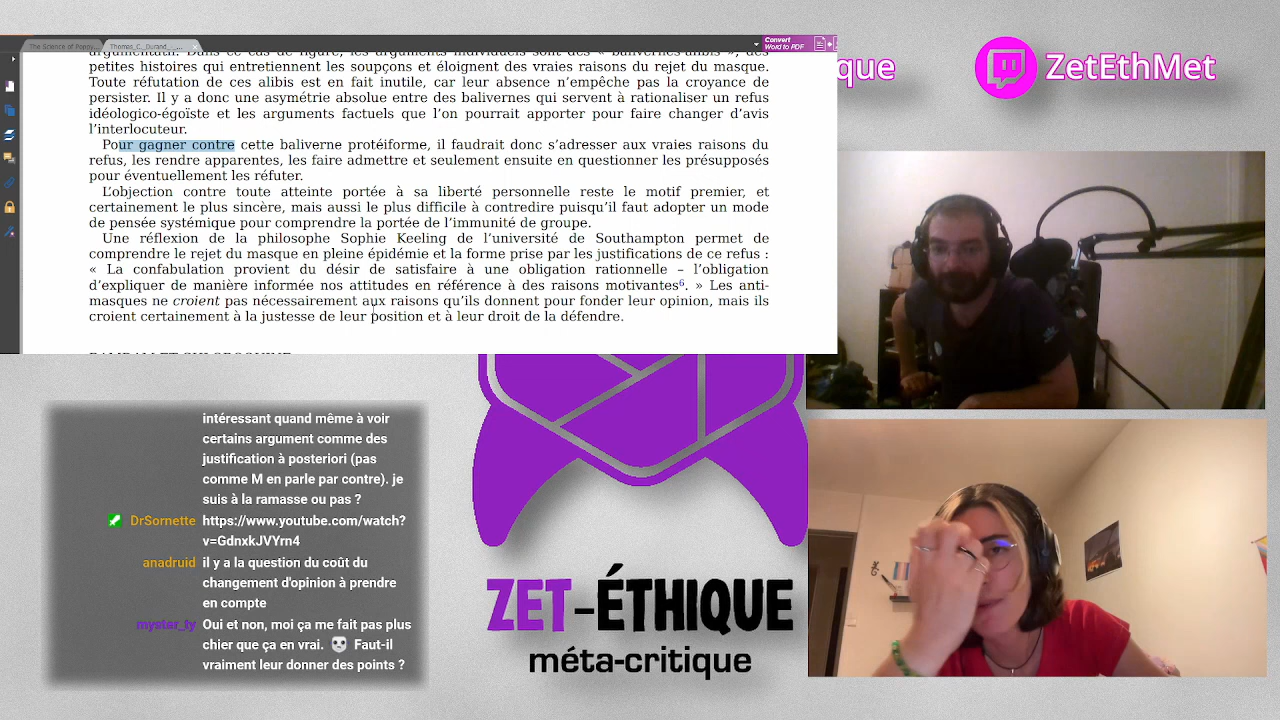 The Science of Poppy...
Thomas_C._Durand_-_...
Convert
Word to PDF
petites histoires qui entretiennent les soupçons et éloignent des vraies raisons du rejet du masque.
Toute réfutation de ces alibis est en fait inutile, car leur absence n’empêche pas la croyance de
persister. Il y a donc une asymétrie absolue entre des balivernes qui servent à rationaliser un refus
idéologico-égoïste et les arguments factuels que l’on pourrait apporter pour faire changer d’avis
l’interlocuteur.
Pour gagner contre cette baliverne protéiforme, il faudrait donc s’adresser aux vraies raisons du
refus, les rendre apparentes, les faire admettre et seulement ensuite en questionner les présupposés
pour éventuellement les réfuter.
L’objection contre toute atteinte portée à sa liberté personnelle reste le motif premier, et
certainement le plus sincère, mais aussi le plus difficile à contredire puisqu’il faut adopter un mode
de pensée systémique pour comprendre la portée de l’immunité de groupe.
Une réflexion de la philosophe Sophie Keeling de l’université de Southampton permet de
comprendre le rejet du masque en pleine épidémie et la forme prise par les justifications de ce refus :
« La confabulation provient du désir de satisfaire à une obligation rationnelle – l’obligation
d’expliquer de manière informée nos attitudes en référence à des raisons motivantes6. » Les anti-
masques ne croient pas nécessairement aux raisons qu’ils donnent pour fonder leur opinion, mais ils
croient certainement à la justesse de leur position et à leur droit de la défendre.
que
ZetEthMet
intéressant quand même à voir
certains argument comme des
justification à posteriori (pas
comme M en parle par contre). je
suis à la ramasse ou pas ?
DrSornette https://www.youtube.com/watch?
v=GdnxkJVYrn4
anadruid il y a la question du coût du
changement d'opinion à prendre
en compte
myster_ty Oui et non, moi ça me fait pas plus
chier que ça en vrai. Faut-il
vraiment leur donner des points ?
ZET-ÉTHIQUE
méta-critique